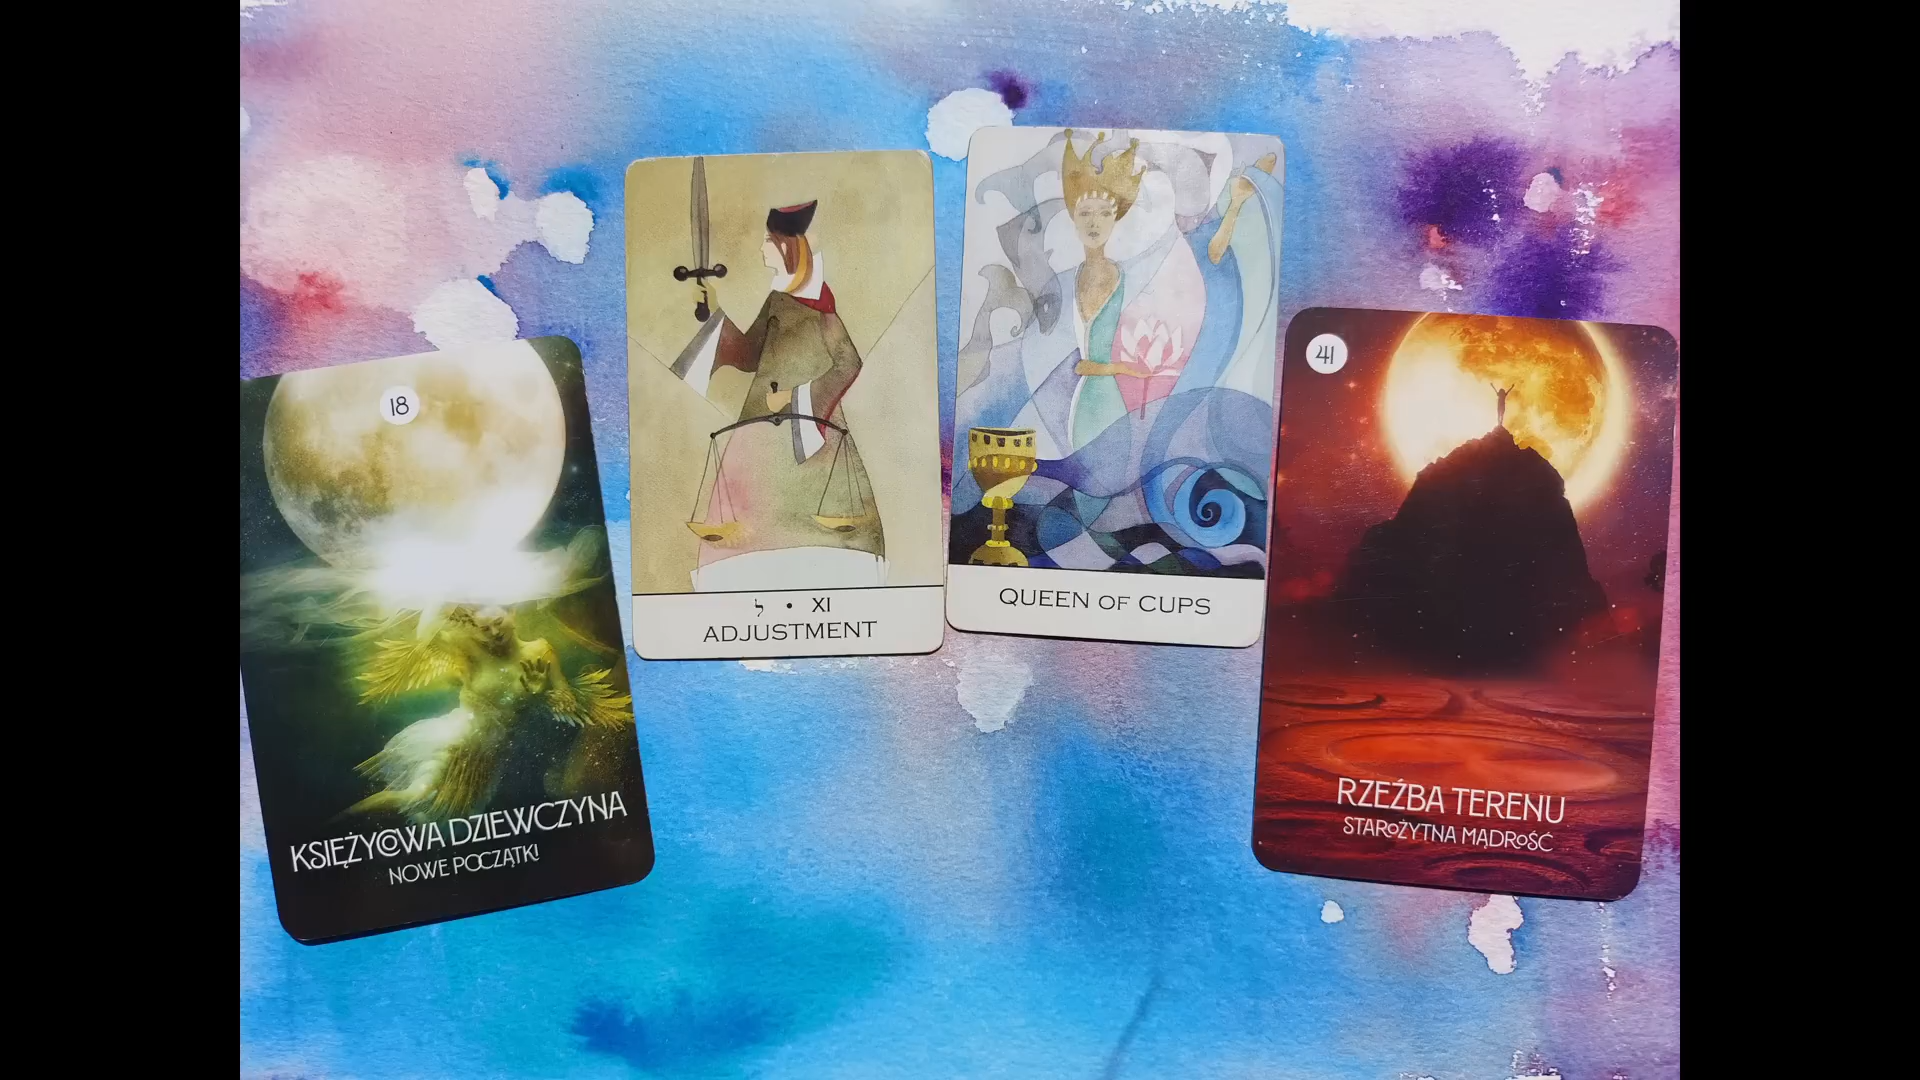 18
KSIĘŻYCOWA DZIEWCZYNA
NOWE POCZĄTKI
ל • XI
ADJUSTMENT
QUEEN OF CUPS
41
RZEŹBA TERENU
STAROŻYTNA MĄDROŚĆ